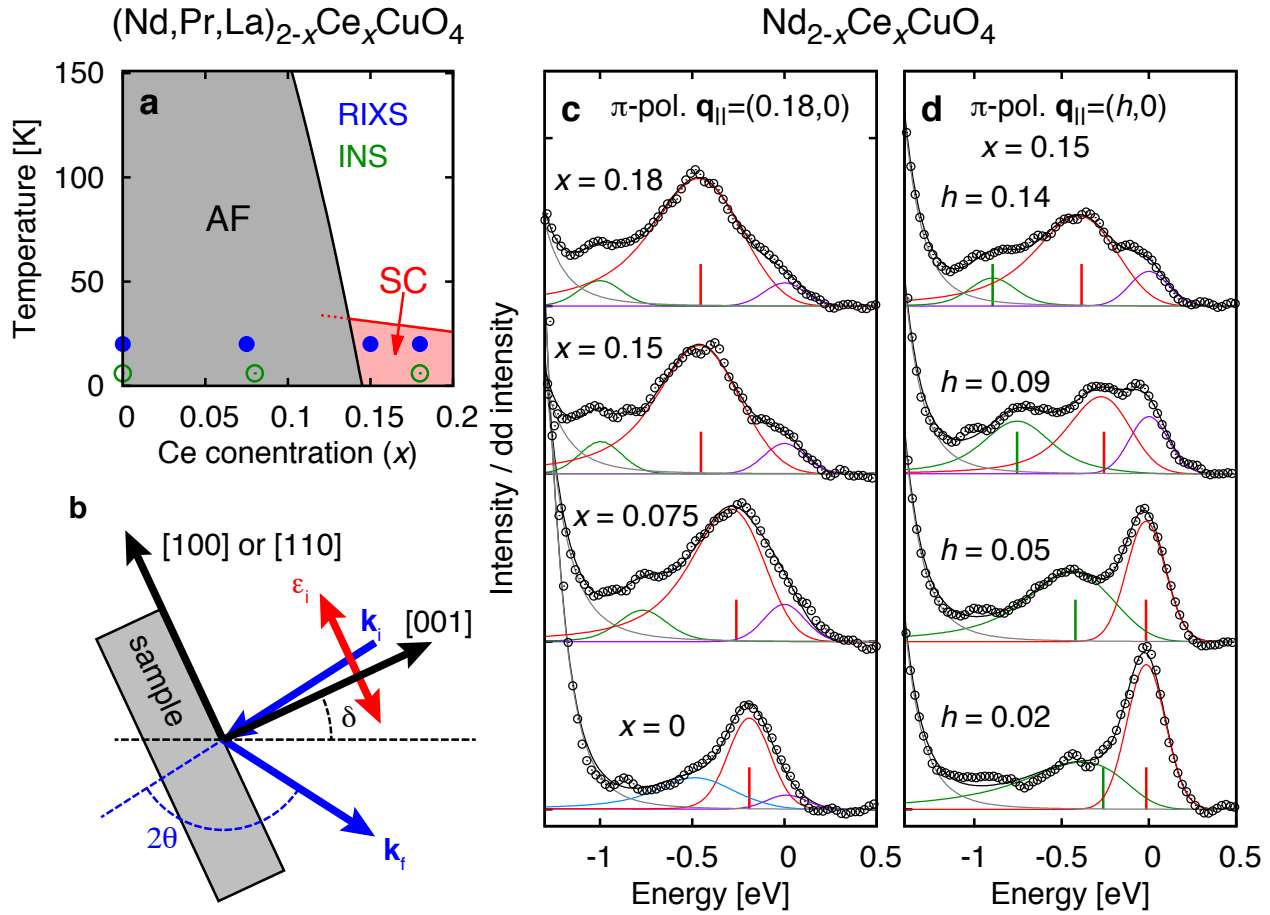 (Nd,Pr,La)2-xCexCuO4
Nd2-xCexCuO4
a
RIXS
INS
AF
SC
150
100
50
0
Temperature [K]
0 0.05 0.1 0.15 0.2
Ce conentration (x)
b
[100] or [110]
εi
ki
[001]
sample
δ
2θ
kf
Intensity / dd intensity
c π-pol. q||=(0.18,0)
x = 0.18
x = 0.15
x = 0.075
x = 0
-1 -0.5 0 0.5
Energy [eV]
d π-pol. q||=(h,0)
x = 0.15
h = 0.14
h = 0.09
h = 0.05
h = 0.02
-1 -0.5 0 0.5
Energy [eV]